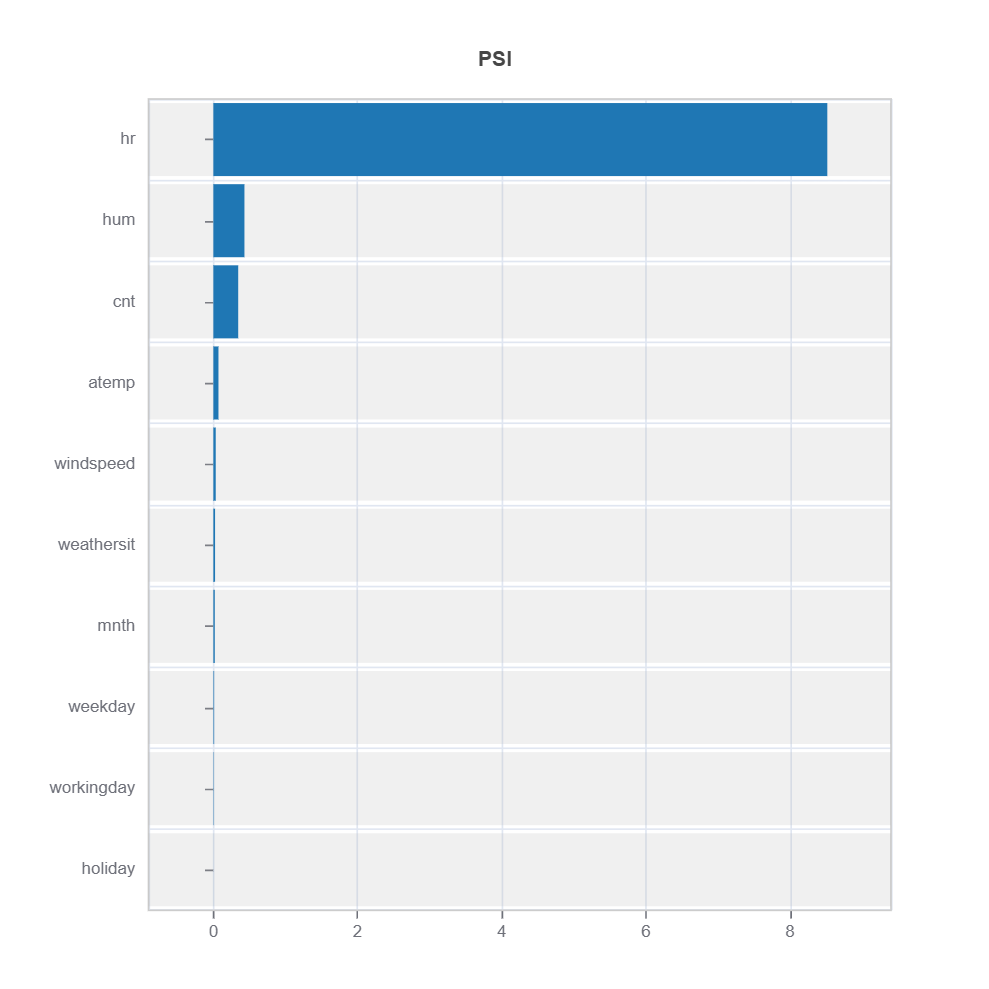 PSI
hr
hum
cnt
atemp
windspeed
weathersit
mnth
weekday
workingday
holiday
0 2 4 6 8